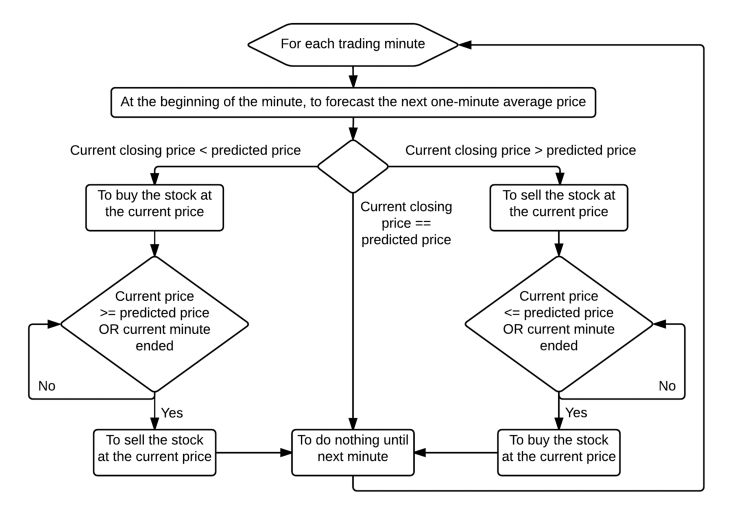 For each trading minute
At the beginning of the minute, to forecast the next one-minute average price
Current closing price < predicted price
Current closing price > predicted price
To buy the stock at
the current price
To sell the stock at
the current price
Current closing
price ==
predicted price
Current price
>= predicted price
OR current minute
ended
Current price
<= predicted price
OR current minute
ended
No
No
Yes
Yes
To sell the stock
at the current price
To do nothing until
next minute
To buy the stock
at the current price